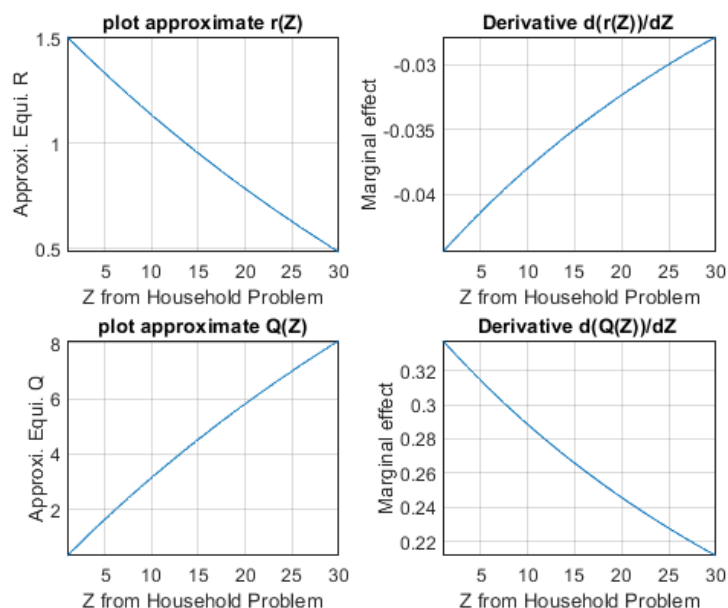 plot approximate r(Z)
Approxi. Equi. R
1.5
1
0.5
5 10 15 20 25 30
Z from Household Problem
Derivative d(r(Z))/dZ
Marginal effect
-0.03
-0.035
-0.04
5 10 15 20 25 30
Z from Household Problem
plot approximate Q(Z)
Approxi. Equi. Q
8
6
4
2
5 10 15 20 25 30
Z from Household Problem
Derivative d(Q(Z))/dZ
Marginal effect
0.32
0.3
0.28
0.26
0.24
0.22
5 10 15 20 25 30
Z from Household Problem